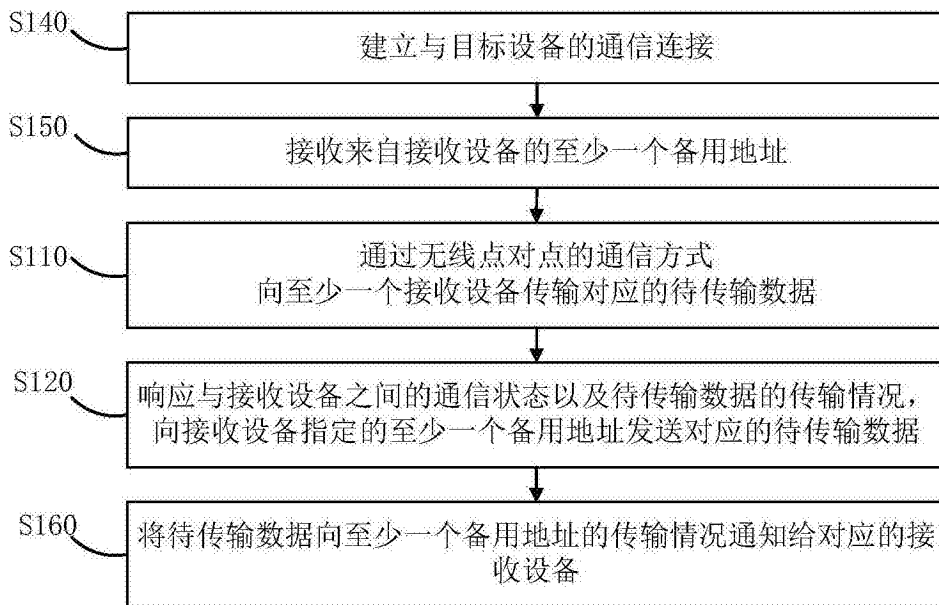 S140
建立与目标设备的通信连接
S150
接收来自接收设备的至少一个备用地址
S110
通过无线点对点的通信方式
向至少一个接收设备传输对应的待传输数据
S120
响应与接收设备之间的通信状态以及待传输数据的传输情况，
向接收设备指定的至少一个备用地址发送对应的待传输数据
S160
将待传输数据向至少一个备用地址的传输情况通知给对应的接
收设备